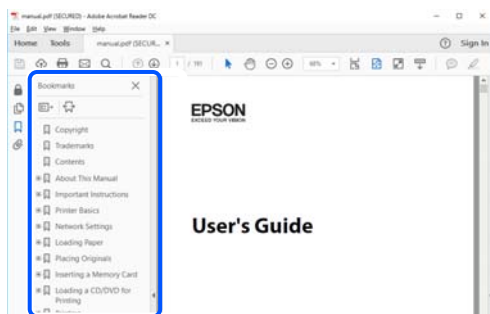 manual.pdf (SECURED) - Adobe Acrobat Reader DC
File Edit View Window Help
Home Tools manual.pdf (SECUR... ×
Sign In
1 / 191
Bookmarks
Copyright
Trademarks
Contents
About This Manual
Important Instructions
Printer Basics
Network Settings
Loading Paper
Placing Originals
Inserting a Memory Card
Loading a CD/DVD for
Printing
EPSON
EXCEED YOUR VISION
User's Guide